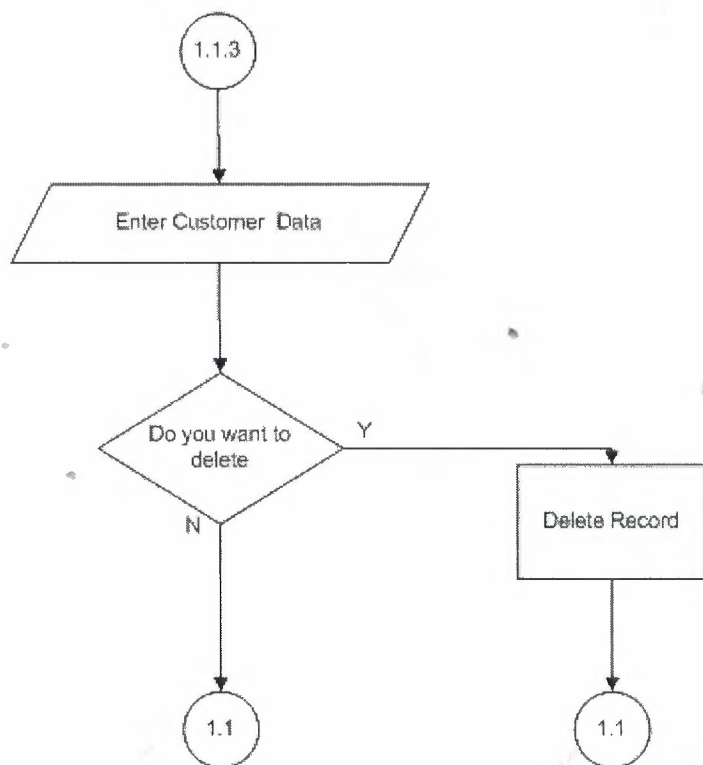 1.1.3
Enter Customer Data
Do you want to
delete
Y
N
Delete Record
1.1
1.1